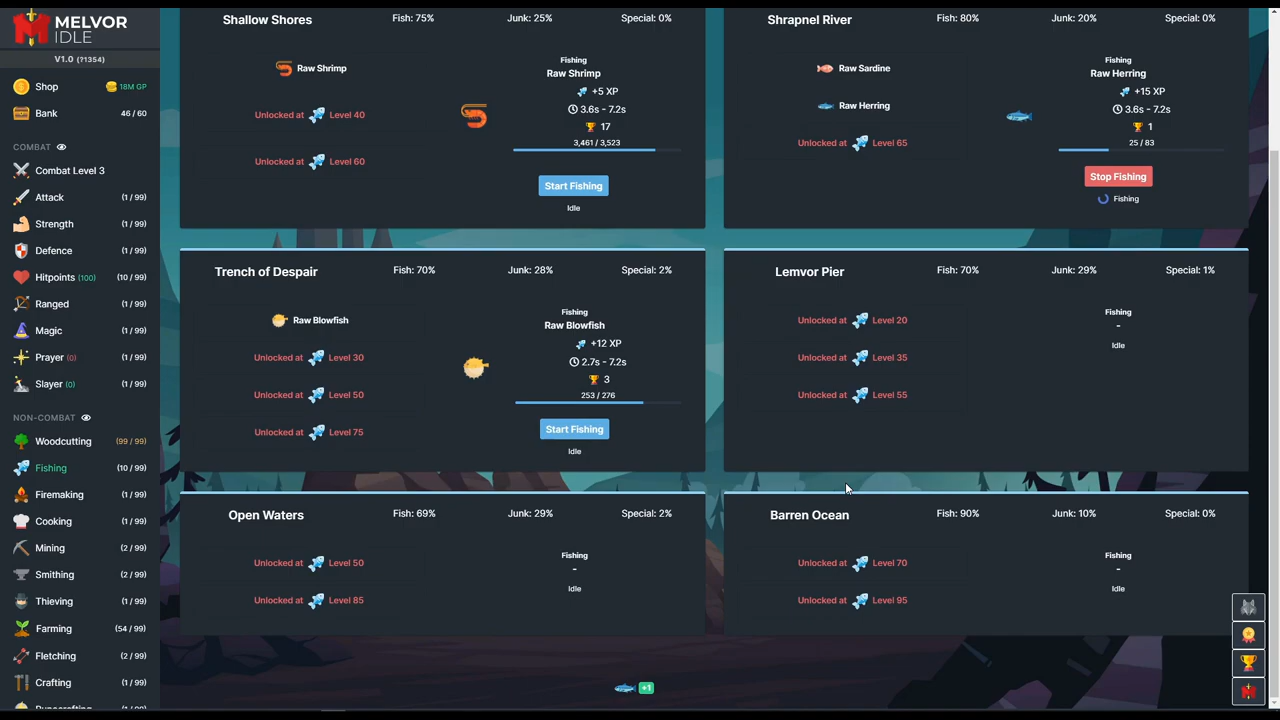 MELVOR
IDLE
V1.0 (?1354)
Shop 18M GP
Bank 46 / 60
COMBAT
Combat Level 3
Attack (1 / 99)
Strength (1 / 99)
Defence (1 / 99)
Hitpoints (100) (10 / 99)
Ranged (1 / 99)
Magic (1 / 99)
Prayer (0) (1 / 99)
Slayer (0) (1 / 99)
NON-COMBAT
Woodcutting (99 / 99)
Fishing (10 / 99)
Firemaking (1 / 99)
Cooking (1 / 99)
Mining (2 / 99)
Smithing (2 / 99)
Thieving (1 / 99)
Farming (54 / 99)
Fletching (2 / 99)
Crafting (1 / 99)
Shallow Shores Fish: 75% Junk: 25% Special: 0%
Raw Shrimp
Unlocked at Level 40
Unlocked at Level 60
Fishing
Raw Shrimp
+5 XP
3.6s - 7.2s
17
3,461 / 3,523
Start Fishing
Idle
Shrapnel River Fish: 80% Junk: 20% Special: 0%
Raw Sardine
Raw Herring
Unlocked at Level 65
Fishing
Raw Herring
+15 XP
3.6s - 7.2s
1
25 / 83
Stop Fishing
Fishing
Trench of Despair Fish: 70% Junk: 28% Special: 2%
Raw Blowfish
Unlocked at Level 30
Unlocked at Level 50
Unlocked at Level 75
Fishing
Raw Blowfish
+12 XP
2.7s - 7.2s
3
253 / 276
Start Fishing
Idle
Lemvor Pier Fish: 70% Junk: 29% Special: 1%
Unlocked at Level 20
Unlocked at Level 35
Unlocked at Level 55
Fishing
-
Idle
Open Waters Fish: 69% Junk: 29% Special: 2%
Unlocked at Level 50
Unlocked at Level 85
Fishing
-
Idle
Barren Ocean Fish: 90% Junk: 10% Special: 0%
Unlocked at Level 70
Unlocked at Level 95
Fishing
-
Idle
+1